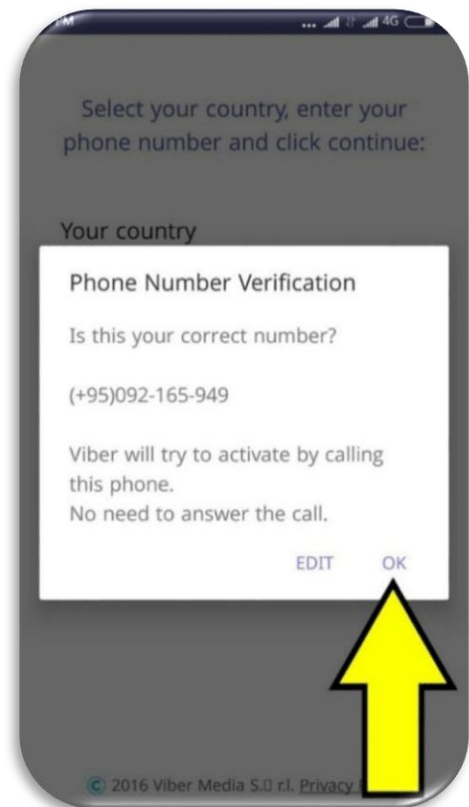 M
... 4G
Select your country, enter your
phone number and click continue:
Your country
Phone Number Verification
Is this your correct number?
(+95)092-165-949
Viber will try to activate by calling
this phone.
No need to answer the call.
EDIT OK
© 2016 Viber Media S.▯ r.l. Privacy